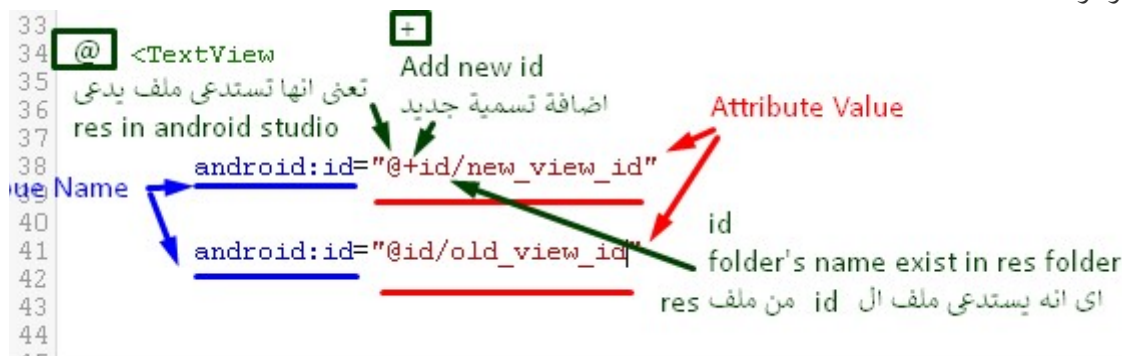 33
34 @ <TextView
+
35
Add new id
36
تعنى انها تستدعى ملف يدعى
اضافة تسمية جديد
Attribute Value
37
res in android studio
38 android:id="@+id/new_view_id"
39
ue Name
40
id
41 android:id="@id/old_view_id"
folder's name exist in res folder
42
43
اى انه يستدعى ملف ال id من ملف res
44